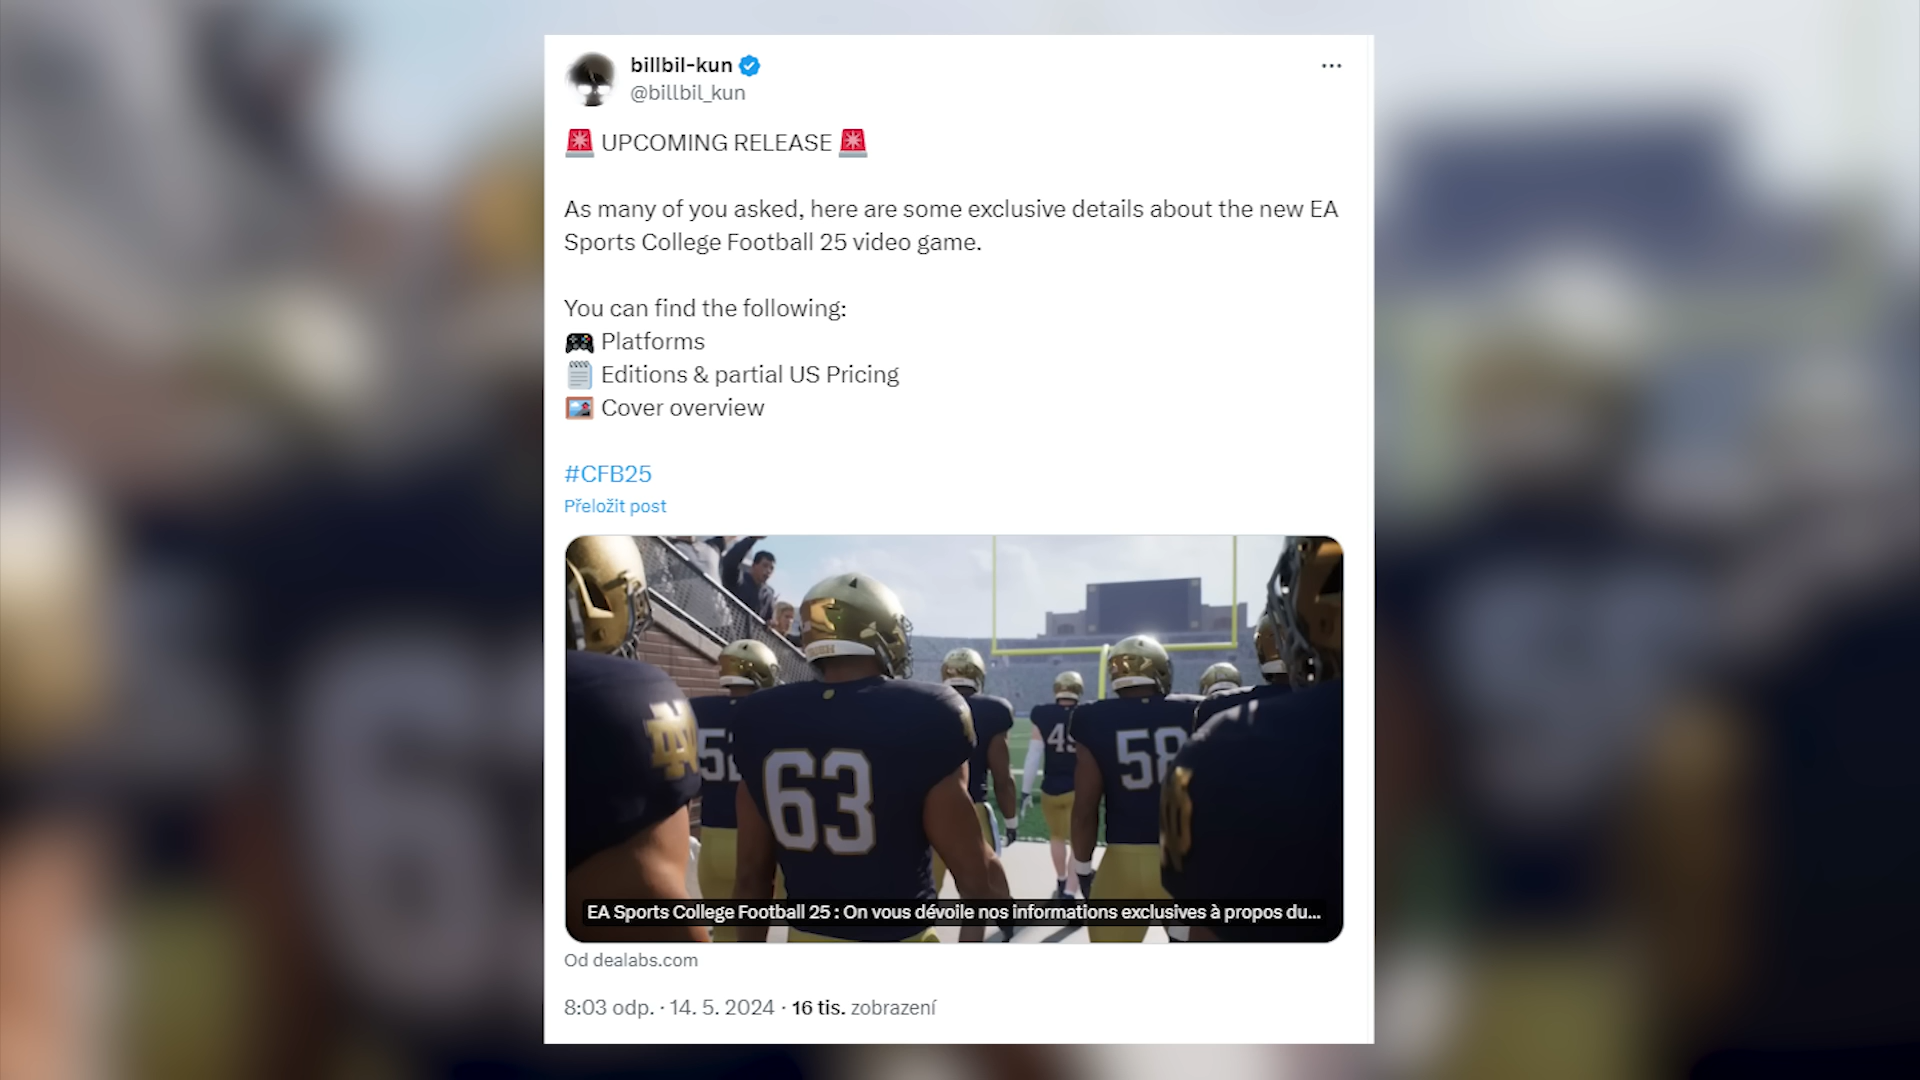 billbil-kun
@billbil_kun
🚨 UPCOMING RELEASE 🚨
As many of you asked, here are some exclusive details about the new EA
Sports College Football 25 video game.
You can find the following:
🎮 Platforms
🗒️ Editions & partial US Pricing
🖼️ Cover overview
#CFB25
Přeložit post
52
63
49
58
EA Sports College Football 25 : On vous dévoile nos informations exclusives à propos du...
Od dealabs.com
8:03 odp. · 14. 5. 2024 · 16 tis. zobrazení